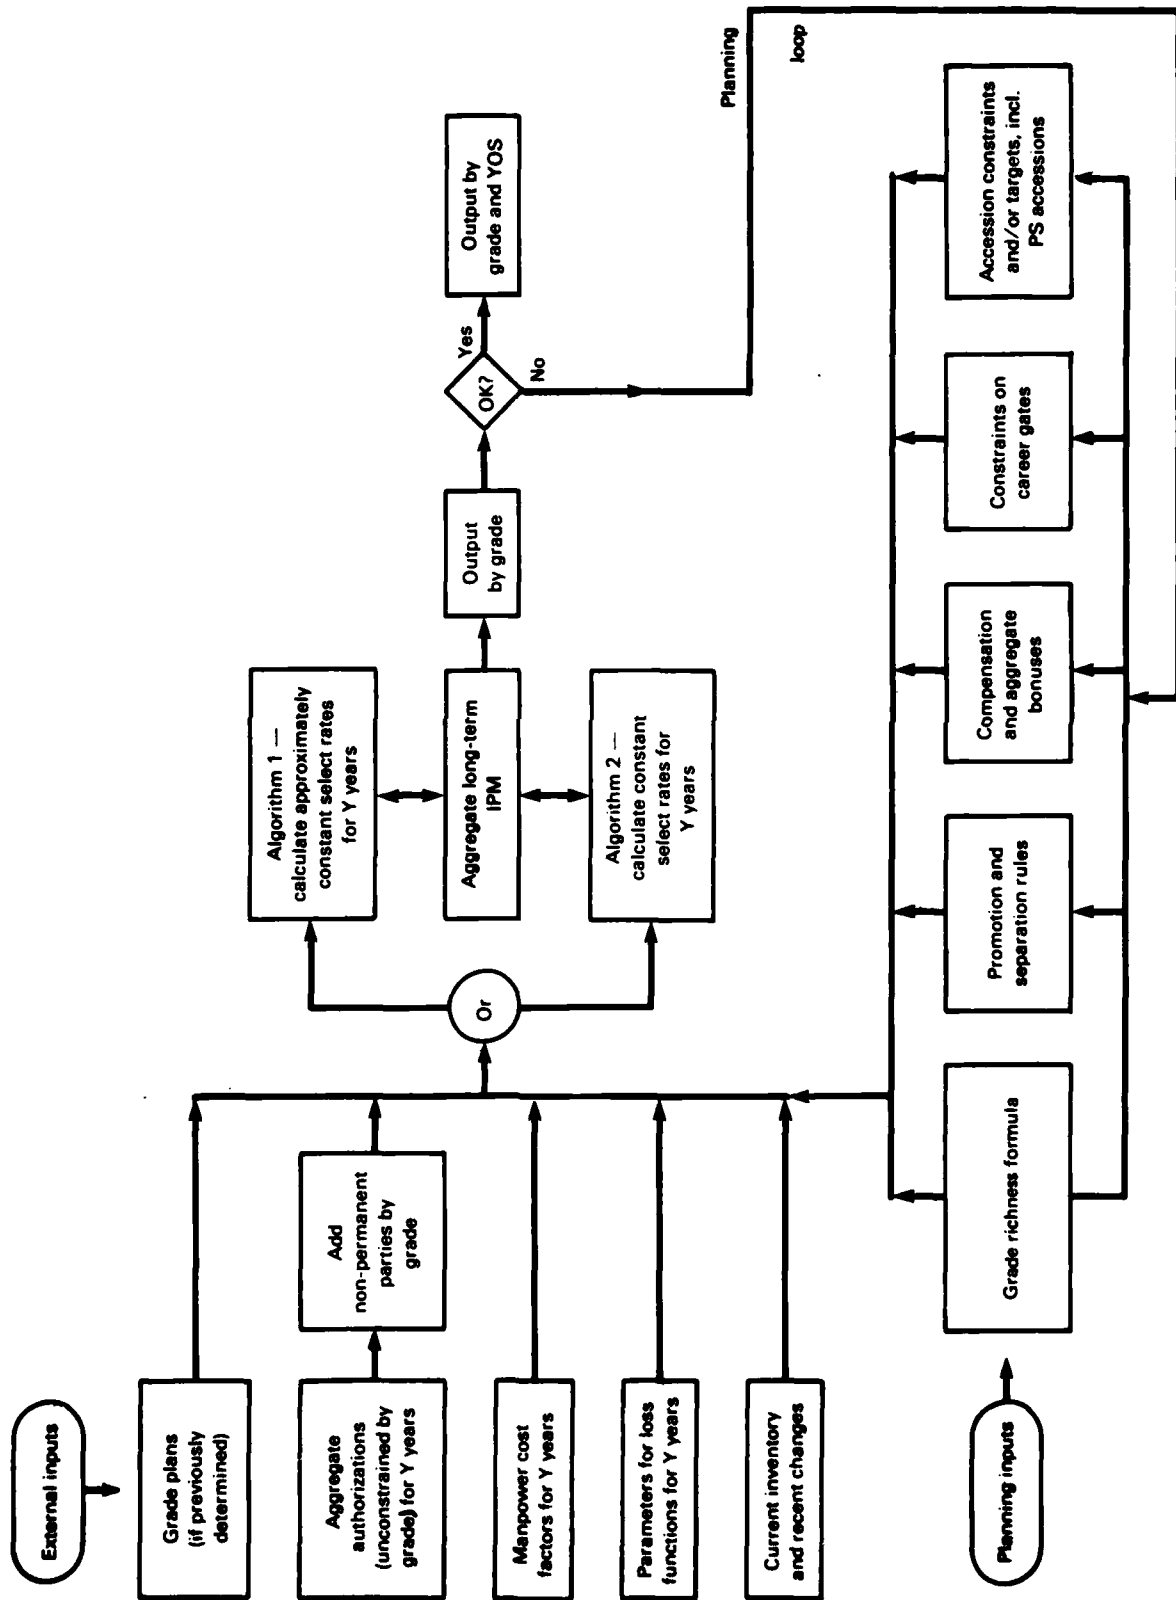 External inputs
Grade plans
(if previously
determined)
Aggregate
authorizations
(unconstrained by
grade) for Y years
Add
non-permanent
parties by
grade
Manpower cost
factors for Y years
Parameters for loss
functions for Y years
Current inventory
and recent changes
Or
Algorithm 1 —
calculate approximately
constant select rates
for Y years
Aggregate long-term
IPM
Algorithm 2 —
calculate constant
select rates for
Y years
Output
by grade
OK?
Yes
No
Output by
grade and YOS
Planning
loop
Planning inputs
Grade richness formula
Promotion and
separation rules
Compensation
and aggregate
bonuses
Constraints on
career gates
Accession constraints
and/or targets, incl.
PS accessions